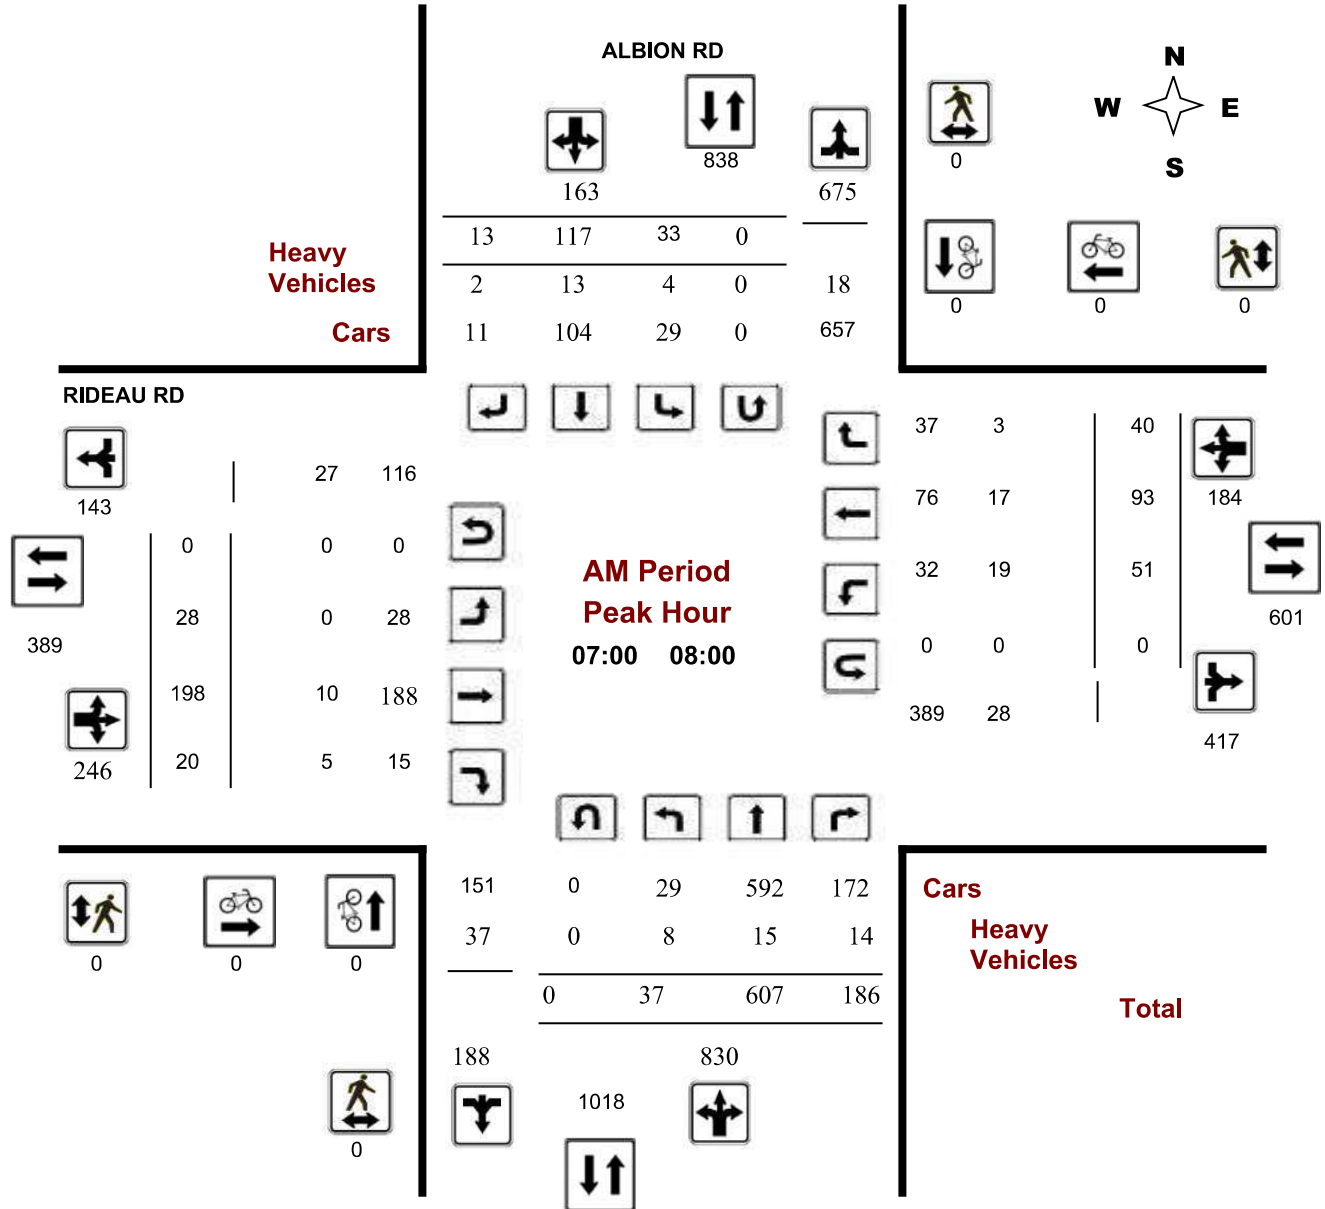 ALBION RD
N
W E
S
838
0
163 675
13 117 33 0
Heavy
Vehicles
2 13 4 0 18
0 0 0
Cars 11 104 29 0 657
RIDEAU RD
37 3 40
27 116
143
76 17 93 184
0 0 0
AM Period
32 19 51
Peak Hour
28 0 28
601
389
07:00 08:00
0 0 0
198 10 188
389 28
417
246 20 5 15
151 0 29 592 172 Cars
37 0 8 15 14 Heavy
Vehicles
0 0 0
0 37 607 186 Total
188 830
1018
0